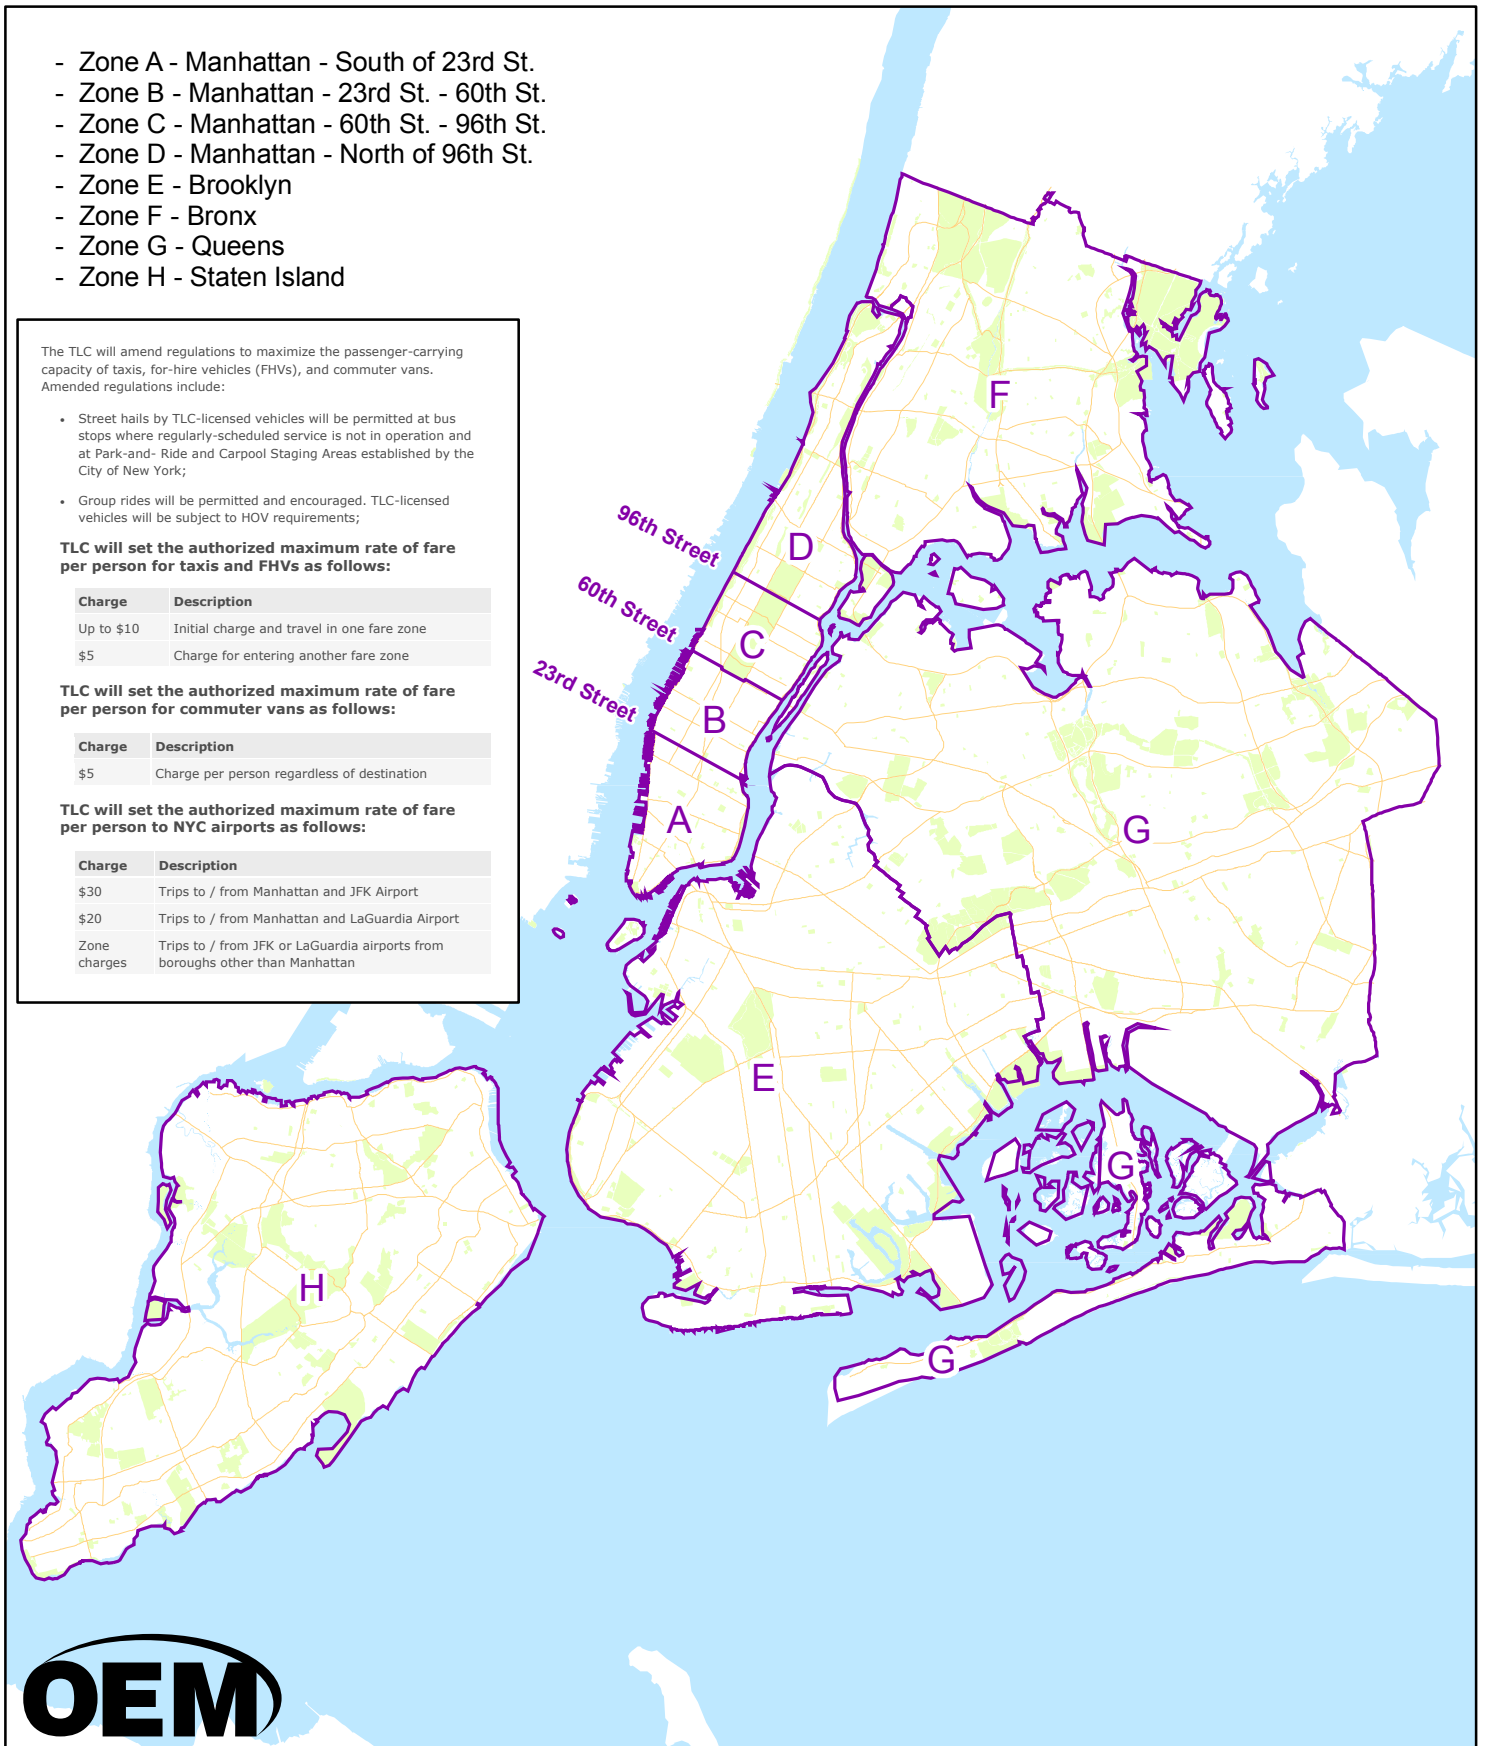 - Zone A - Manhattan - South of 23rd St.
- Zone B - Manhattan - 23rd St. - 60th St.
- Zone C - Manhattan - 60th St. - 96th St.
- Zone D - Manhattan - North of 96th St.
- Zone E - Brooklyn
- Zone F - Bronx
- Zone G - Queens
- Zone H - Staten Island
The TLC will amend regulations to maximize the passenger-carrying
capacity of taxis, for-hire vehicles (FHVs), and commuter vans.
Amended regulations include:
• Street hails by TLC-licensed vehicles will be permitted at bus
stops where regularly-scheduled service is not in operation and
at Park-and- Ride and Carpool Staging Areas established by the
City of New York;
• Group rides will be permitted and encouraged. TLC-licensed
vehicles will be subject to HOV requirements;
TLC will set the authorized maximum rate of fare
per person for taxis and FHVs as follows:
Charge Description
Up to $10 Initial charge and travel in one fare zone
$5 Charge for entering another fare zone
TLC will set the authorized maximum rate of fare
per person for commuter vans as follows:
Charge Description
$5 Charge per person regardless of destination
TLC will set the authorized maximum rate of fare
per person to NYC airports as follows:
Charge Description
$30 Trips to / from Manhattan and JFK Airport
$20 Trips to / from Manhattan and LaGuardia Airport
Zone Trips to / from JFK or LaGuardia airports from
charges boroughs other than Manhattan
F
96th Street
D
60th Street
C
23rd Street
B
A
G
E
G
H
G
OEM